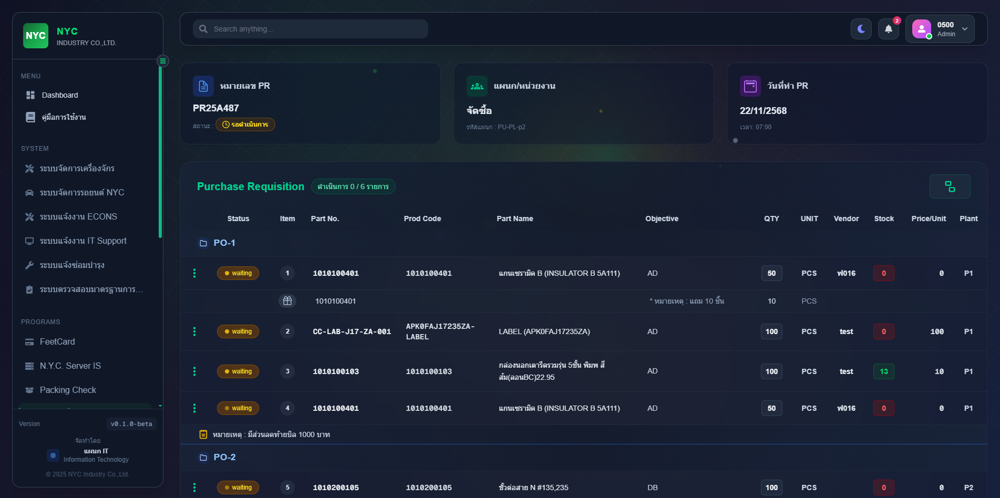 NYC
NYC
INDUSTRY CO.,LTD.
MENU
Dashboard
คู่มือการใช้งาน
SYSTEM
ระบบจัดการเครื่องจักร
ระบบจัดการรถยนต์ NYC
ระบบแจ้งงาน ECONS
ระบบแจ้งงาน IT Support
ระบบแจ้งซ่อมบำรุง
ระบบตรวจสอบมาตรฐานการ...
PROGRAMS
FeetCard
N.Y.C. Server IS
Packing Check
Version v0.1.0-beta
จัดทำโดย
แผนก IT
Information Technology
© 2025 NYC Industry Co.,Ltd.
Search anything...
2
0500
Admin
หมายเลข PR
PR25A487
สถานะ : รอดำเนินการ
แผนก/หน่วยงาน
จัดซื้อ
รหัสแผนก : PU-PL-p2
วันที่ทำ PR
22/11/2568
เวลา: 07:00
Purchase Requisition ดำเนินการ 0 / 6 รายการ
Status Item Part No. Prod Code Part Name Objective QTY UNIT Vendor Stock Price/Unit Plant
PO-1
waiting 1 1010100401 1010100401 แกนเซรามิค B (INSULATOR B 5A111) AD 50 PCS ฟ016 0 0 P1
1010100401 * หมายเหตุ : แถม 10 ชิ้น 10 PCS
waiting 2 CC-LAB-J17-ZA-001 APK0FAJ17235ZA-LABEL LABEL (APK0FAJ17235ZA) AD 100 PCS test 0 100 P1
waiting 3 1010100103 1010100103 กล่องนอกเตารีดรวมรุ่น 5ชั้น พิมพ์ สีส้ม(ลอนBC)22.95 AD 100 PCS test 13 10 P1
waiting 4 1010100401 1010100401 แกนเซรามิค B (INSULATOR B 5A111) AD 50 PCS ฟ016 0 0 P1
หมายเหตุ : มีส่วนลดท้ายบิล 1000 บาท
PO-2
waiting 5 1010200105 1010200105 ขั้วต่อสาย N #135,235 DB 100 PCS 0 0 P2